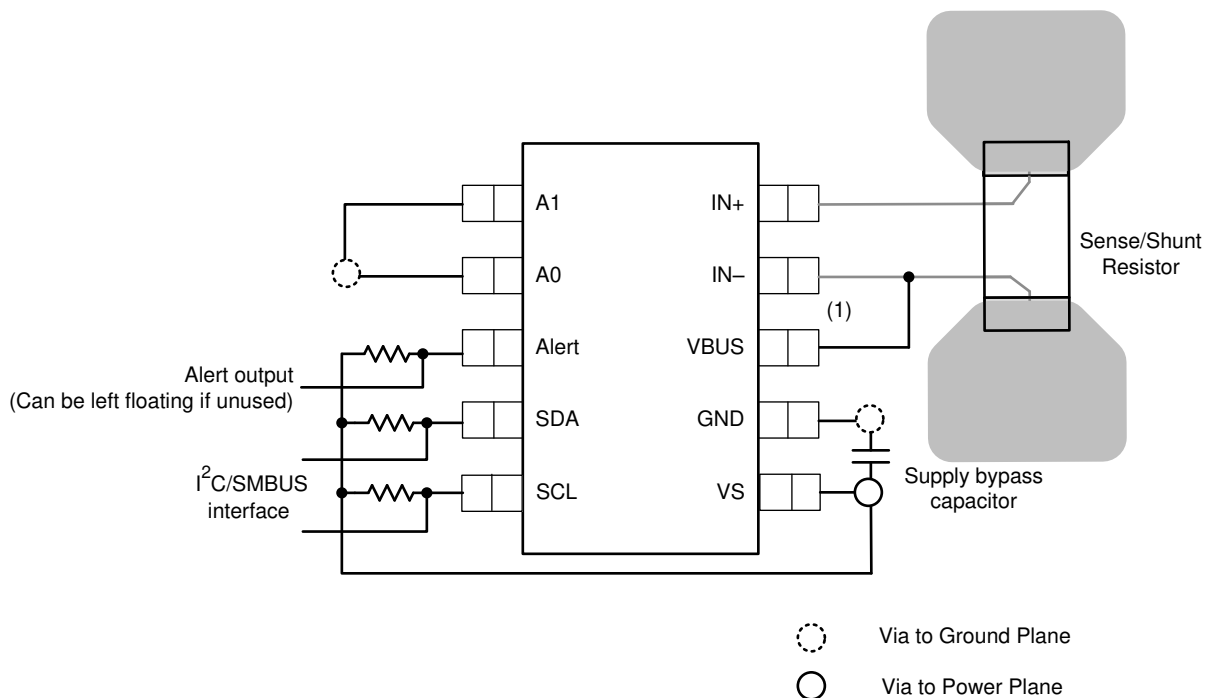 A1
A0
Alert
SDA
SCL
IN+
IN–
(1)
VBUS
GND
VS
Alert output
(Can be left floating if unused)
I²C/SMBUS
interface
Sense/Shunt
Resistor
Supply bypass
capacitor
Via to Ground Plane
Via to Power Plane